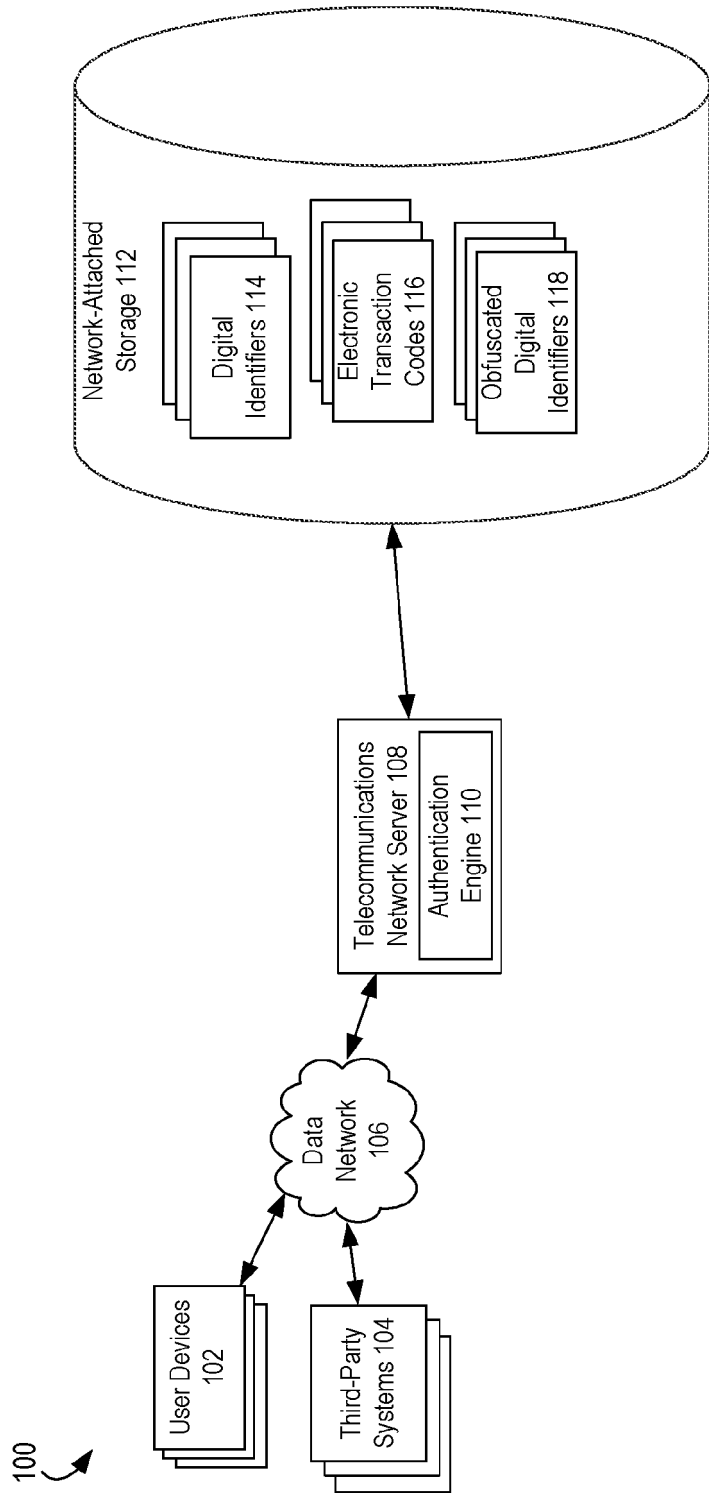 100
User Devices
102
Third-Party
Systems 104
Data
Network
106
Telecommunications
Network Server 108
Authentication
Engine 110
Network-Attached
Storage 112
Digital
Identifiers 114
Electronic
Transaction
Codes 116
Obfuscated
Digital
Identifiers 118